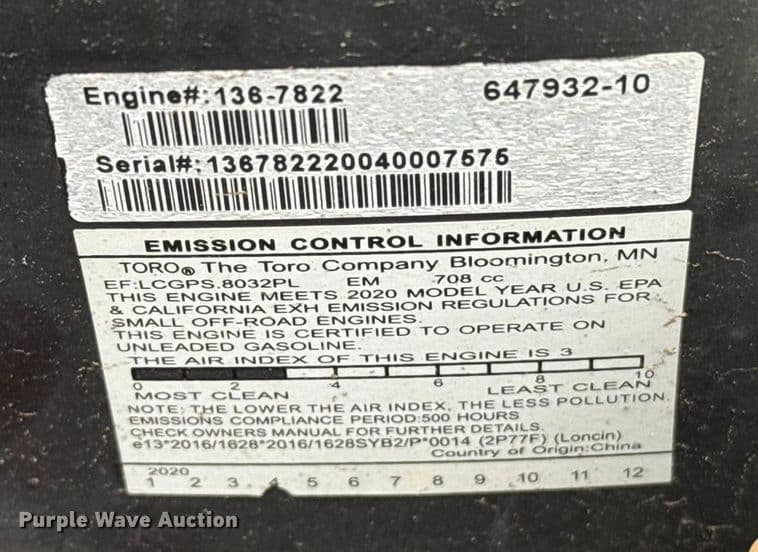 Engine#:136-7822 647932-10
Serial#:136782220040007575
EMISSION CONTROL INFORMATION
TORO® The Toro Company Bloomington, MN
EF:LCGPS.8032PL EM 708 cc
THIS ENGINE MEETS 2020 MODEL YEAR U.S. EPA
& CALIFORNIA EXH EMISSION REGULATIONS FOR
SMALL OFF-ROAD ENGINES.
THIS ENGINE IS CERTIFIED TO OPERATE ON
UNLEADED GASOLINE.
THE AIR INDEX OF THIS ENGINE IS 3
0 2 4 6 8 10
MOST CLEAN LEAST CLEAN
NOTE: THE LOWER THE AIR INDEX, THE LESS POLLUTION.
EMISSIONS COMPLIANCE PERIOD:500 HOURS
CHECK OWNERS MANUAL FOR FURTHER DETAILS.
e13*2016/1628*2016/1628SYB2/P*0014 (2P77F) (Loncin)
Country of Origin:China
2020
1 2 3 4 5 6 7 8 9 10 11 12
Purple Wave Auction